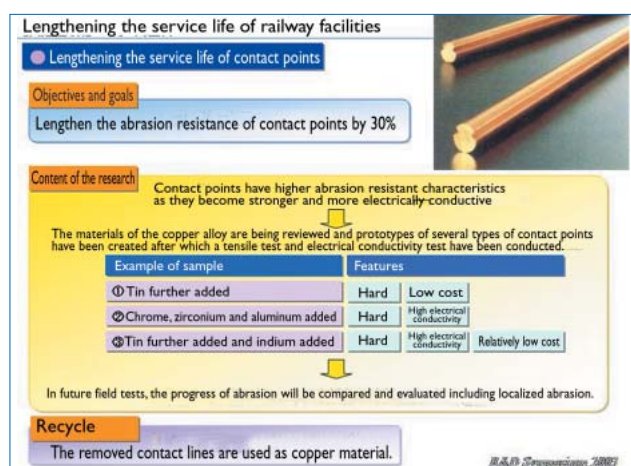 Lengthening the service life of railway facilities
Lengthening the service life of contact points
Objectives and goals
Lengthen the abrasion resistance of contact points by 30%
Content of the research
Contact points have higher abrasion resistant characteristics
as they become stronger and more electrically conductive
The materials of the copper alloy are being reviewed and prototypes of several types of contact points
have been created after which a tensile test and electrical conductivity test have been conducted.
Example of sample Features
①Tin further added Hard Low cost
②Chrome, zirconium and aluminum added Hard High electrical conductivity
③Tin further added and indium added Hard High electrical conductivity Relatively low cost
In future field tests, the progress of abrasion will be compared and evaluated including localized abrasion.
Recycle
The removed contact lines are used as copper material.
R&D Symposium